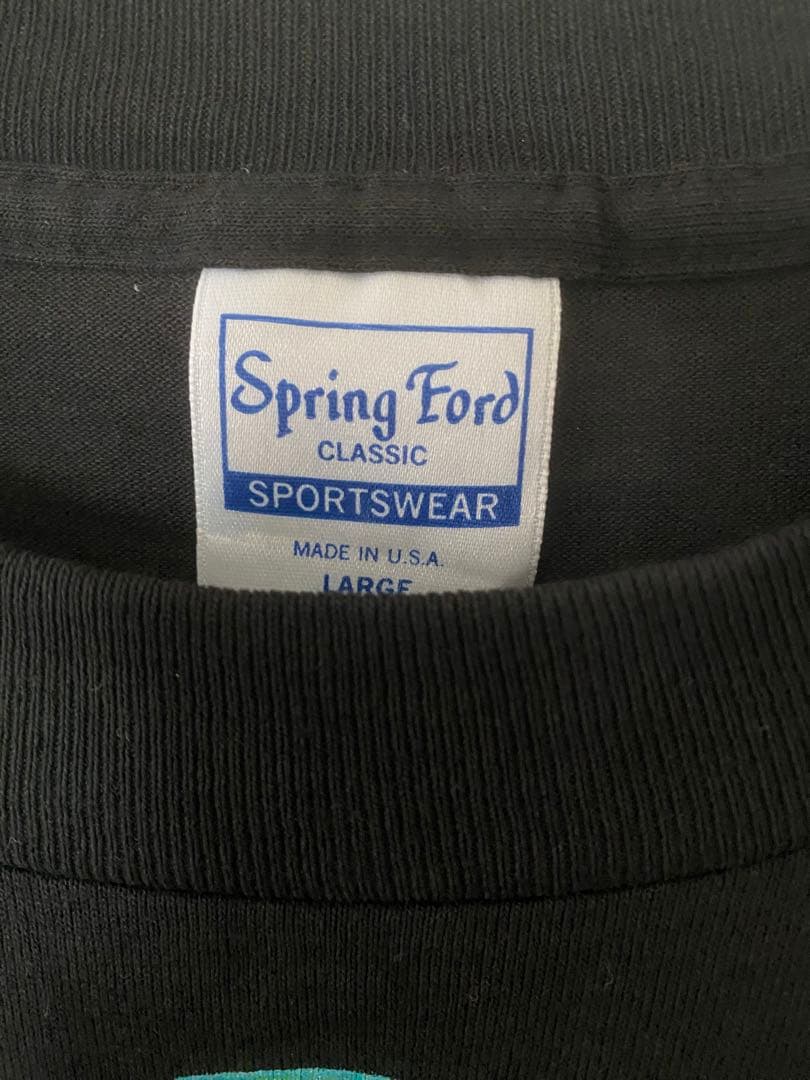 Spring Ford
CLASSIC
SPORTSWEAR
MADE IN U.S.A.
LARGE